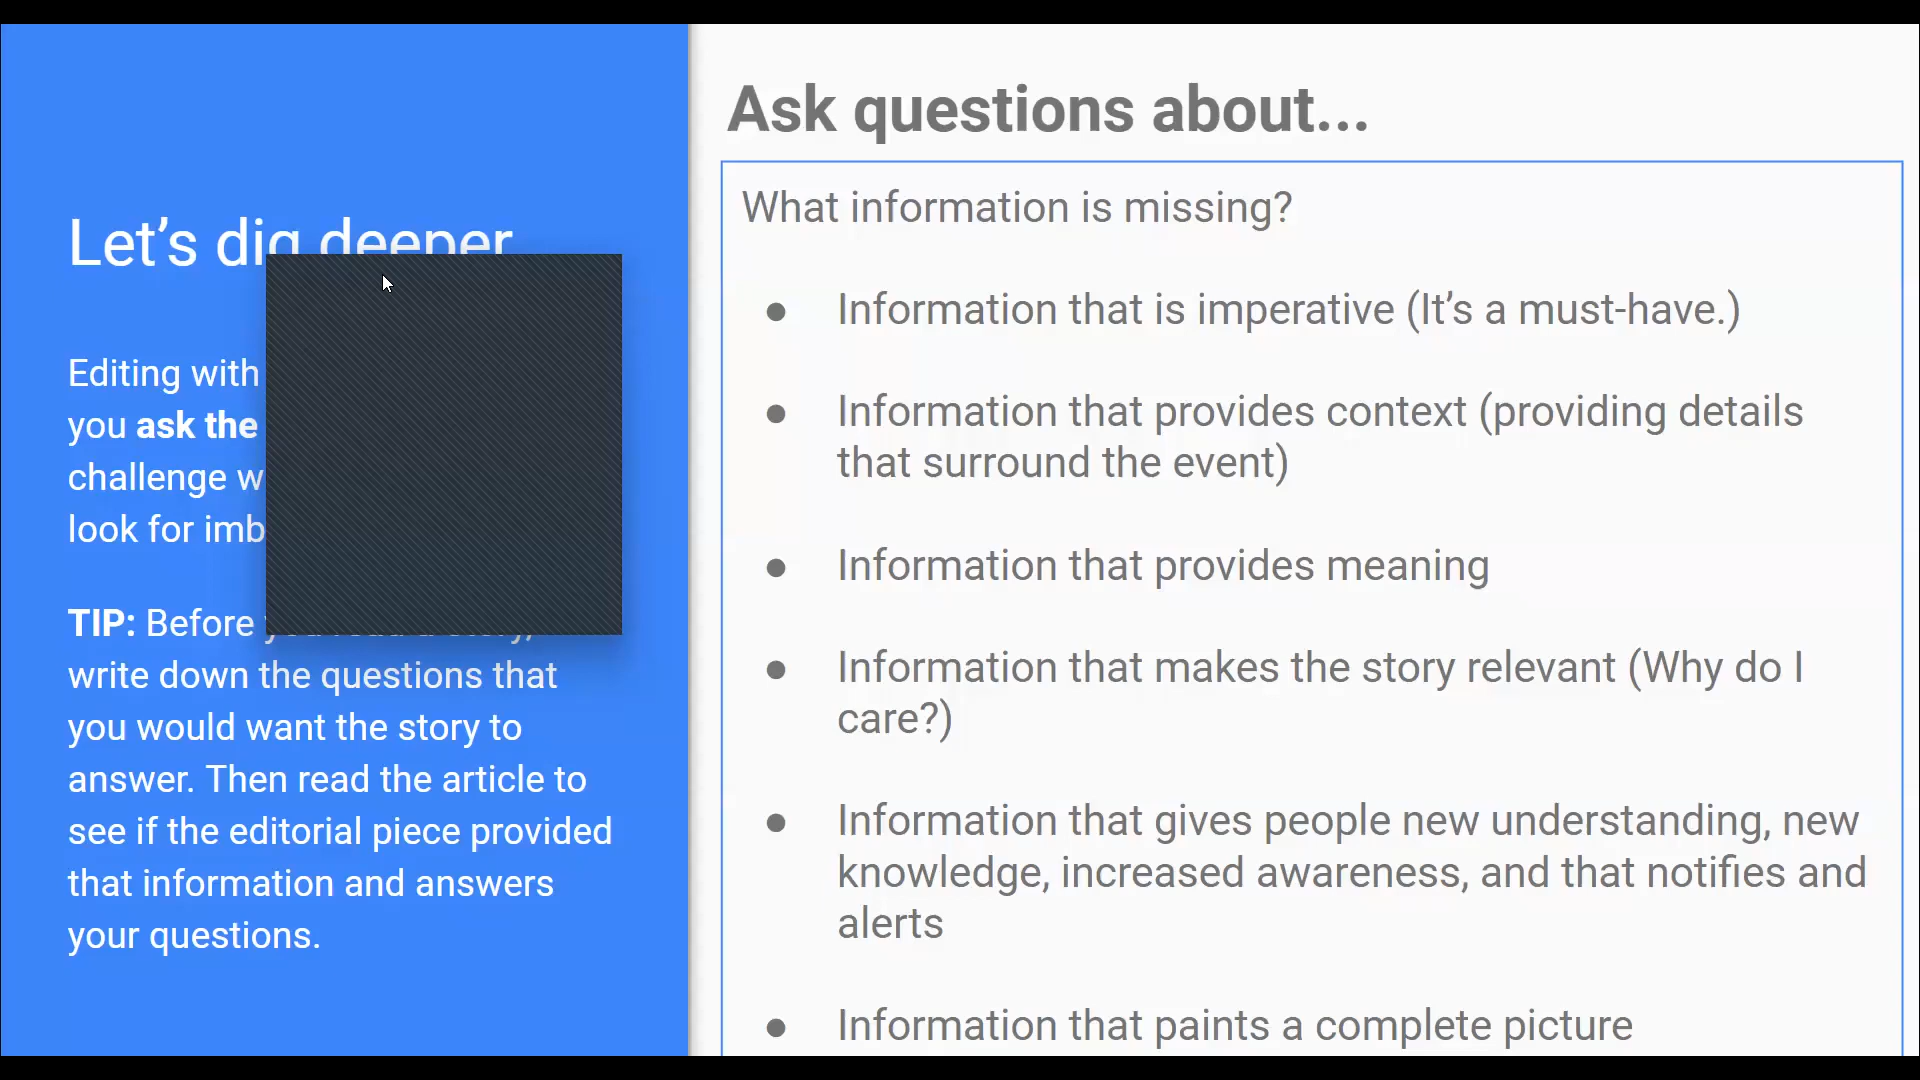 Let’s dig deeper
Editing with
you ask the
challenge
look for
TIP: Before you read a story,
write down the questions that
you would want the story to
answer. Then read the article to
see if the editorial piece provided
that information and answers
your questions.
Ask questions about...
What information is missing?
● Information that is imperative (It’s a must-have.)
● Information that provides context (providing details
that surround the event)
● Information that provides meaning
● Information that makes the story relevant (Why do I
care?)
● Information that gives people new understanding, new
knowledge, increased awareness, and that notifies and
alerts
● Information that paints a complete picture